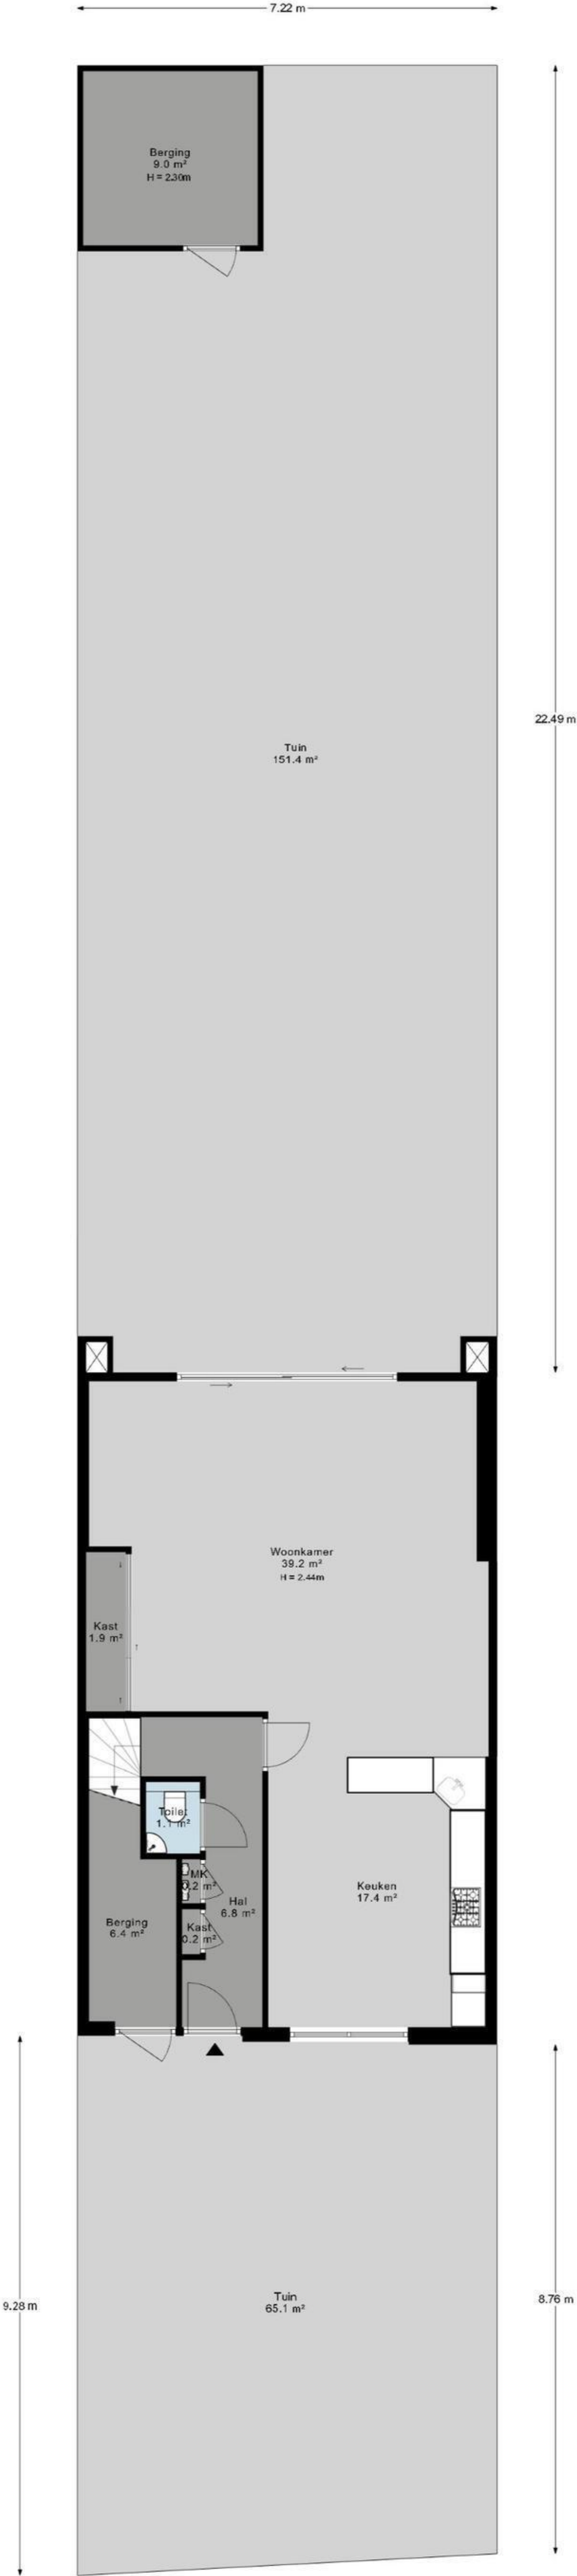 7.22 m
Berging
9.0 m²
H = 2.30m
22.49 m
Tuin
151.4 m²
Woonkamer
39.2 m²
H = 2.44m
Kast
1.9 m²
Toilet
1.1 m²
MK
0.2 m²
Keuken
17.4 m²
Hal
6.8 m²
Berging
6.4 m²
Kast
0.2 m²
Tuin
65.1 m²
9.28 m
8.76 m